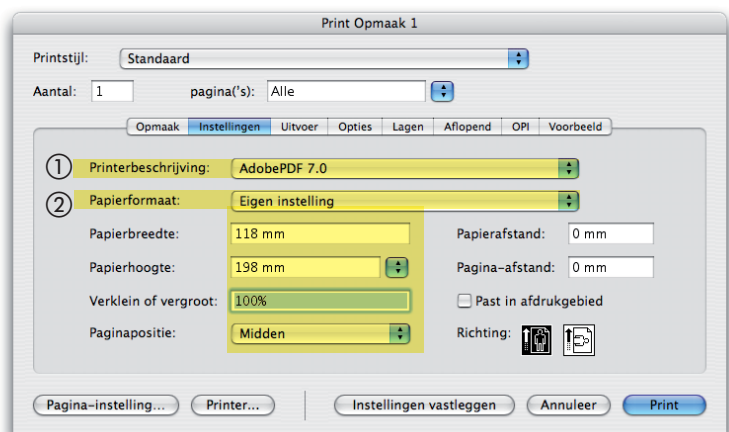 Print Opmaak 1
Printstijl: Standaard
Aantal: 1 pagina('s): Alle
Opmaak Instellingen Uitvoer Opties Lagen Aflopend OPI Voorbeeld
① Printerbeschrijving: AdobePDF 7.0
② Papierformaat: Eigen instelling
Papierbreedte: 118 mm Papierafstand: 0 mm
Papierhoogte: 198 mm Pagina-afstand: 0 mm
Verklein of vergroot: 100% Past in afdrukgebied
Paginapositie: Midden Richting:
Pagina-instelling... Printer... Instellingen vastleggen Annuleer Print